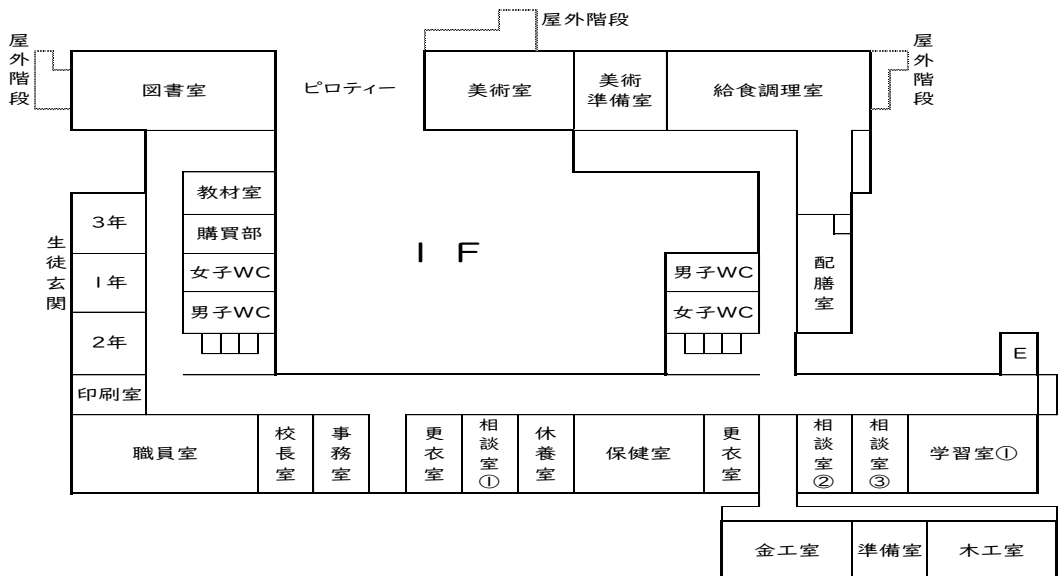 屋外階段
屋外階段
屋外階段
図書室
ピロティー
美術室
美術
準備室
給食調理室
教材室
購買部
女子WC
男子WC
3年
1年
2年
生徒玄関
印刷室
1F
男子WC
女子WC
配膳室
E
職員室
校長室
事務室
更衣室
相談室①
休養室
保健室
更衣室
相談室②
相談室③
学習室①
金工室
準備室
木工室